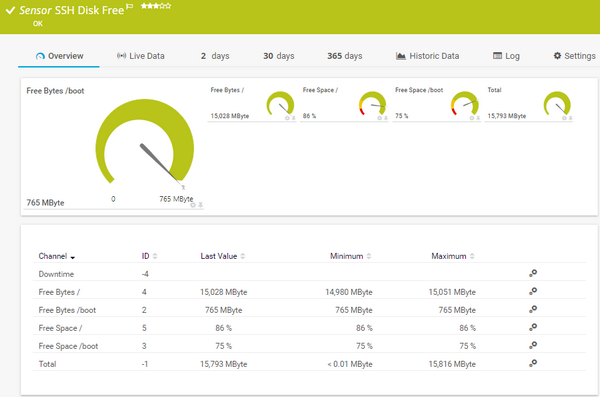 Sensor SSH Disk Free
OK
Overview
Live Data
2 days
30 days
365 days
Historic Data
Log
Settings
Free Bytes /boot
765 MByte
0
765 MByte
Free Bytes /
15,028 MByte
Free Space /
86 %
Free Space /boot
75 %
Total
15,793 MByte
Channel ID Last Value Minimum Maximum
Downtime -4
Free Bytes / 4 15,028 MByte 14,980 MByte 15,051 MByte
Free Bytes /boot 2 765 MByte 765 MByte 765 MByte
Free Space / 5 86 % 86 % 86 %
Free Space /boot 3 75 % 75 % 75 %
Total -1 15,793 MByte < 0.01 MByte 15,816 MByte